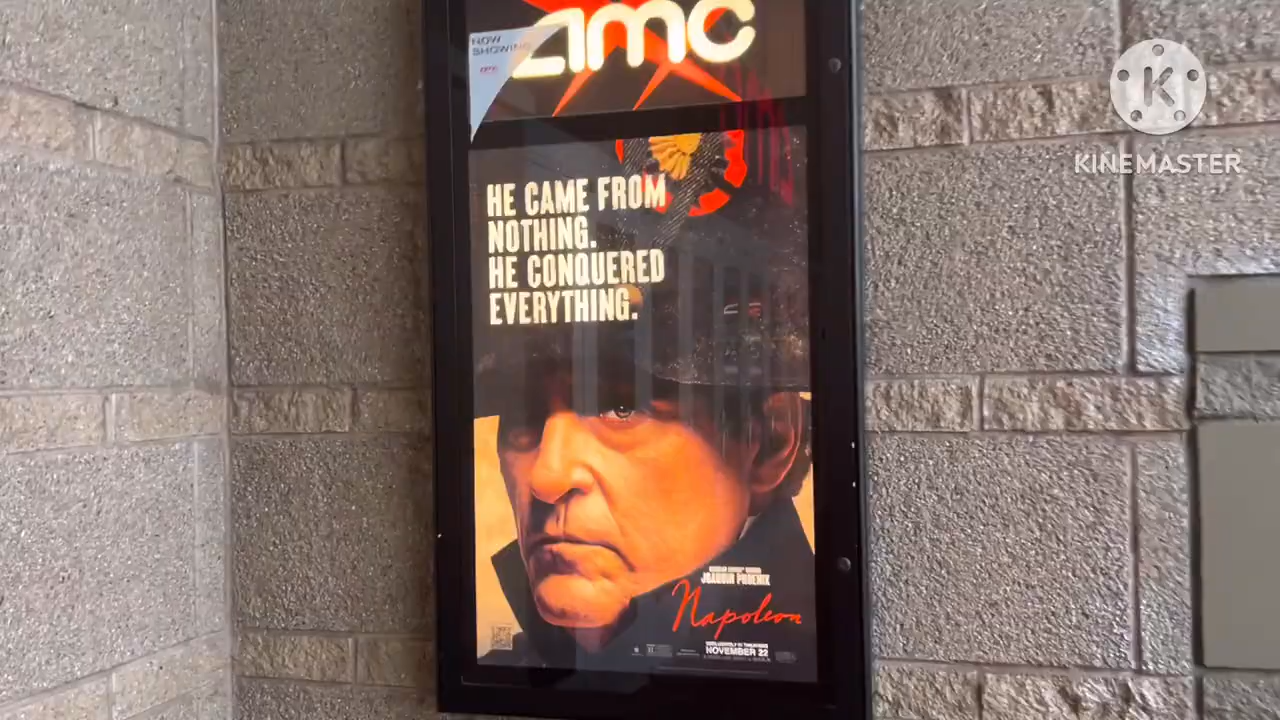 amc
NOW
SHOWING
K
KINEMASTER
HE CAME FROM
NOTHING.
HE CONQUERED
EVERYTHING.
JOAQUIN PHOENIX
Napoleon
NOVEMBER 22